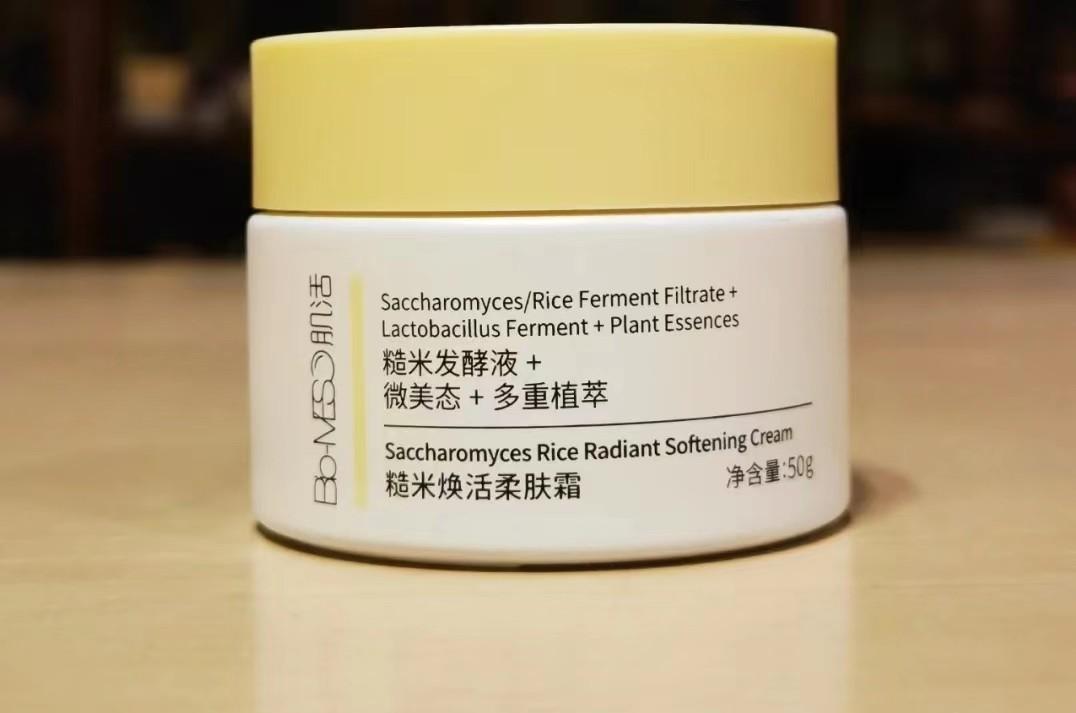 Bio-MESO肌活
Saccharomyces/Rice Ferment Filtrate +
Lactobacillus Ferment + Plant Essences
糙米发酵液 +
微美态 + 多重植萃
Saccharomyces Rice Radiant Softening Cream
糙米焕活柔肤霜
净含量:50g